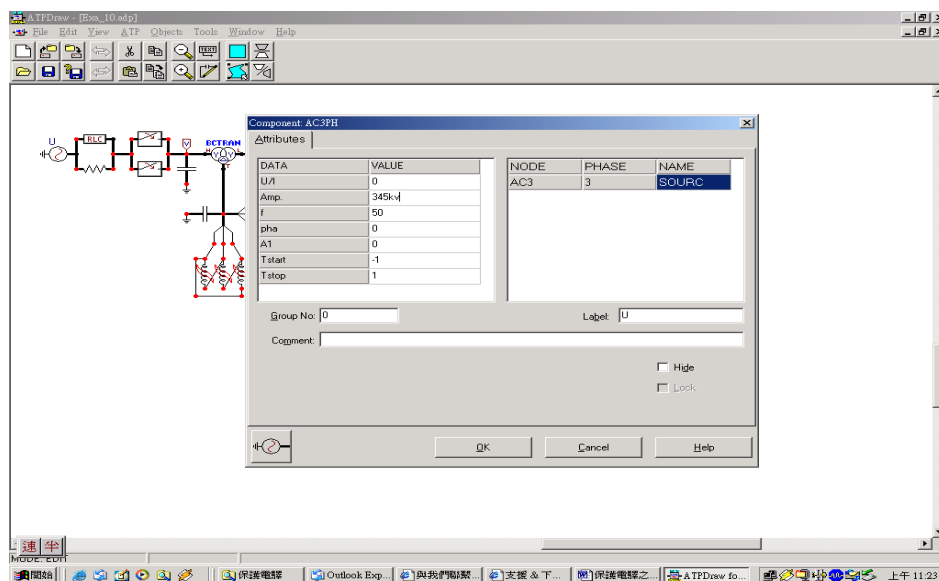 ATPDraw - [Exa_10.adp]
File Edit View ATP Objects Tools Window Help
TEXT
U
RLC
V
BCTRAN
Component: AC3PH
Attributes
DATA VALUE
U/I 0
Amp. 345kv
f 50
pha 0
A1 0
Tstart -1
Tstop 1
NODE PHASE NAME
AC3 3 SOURC
Group No: 0
Label: U
Comment:
Hide
Lock
OK Cancel Help
速 半
MODE: EDIT
開始 保護電驛 Outlook Exp... 與我們聯繫... 支援 & 下... 保護電驛之... ATPDraw fo... 上午 11:23